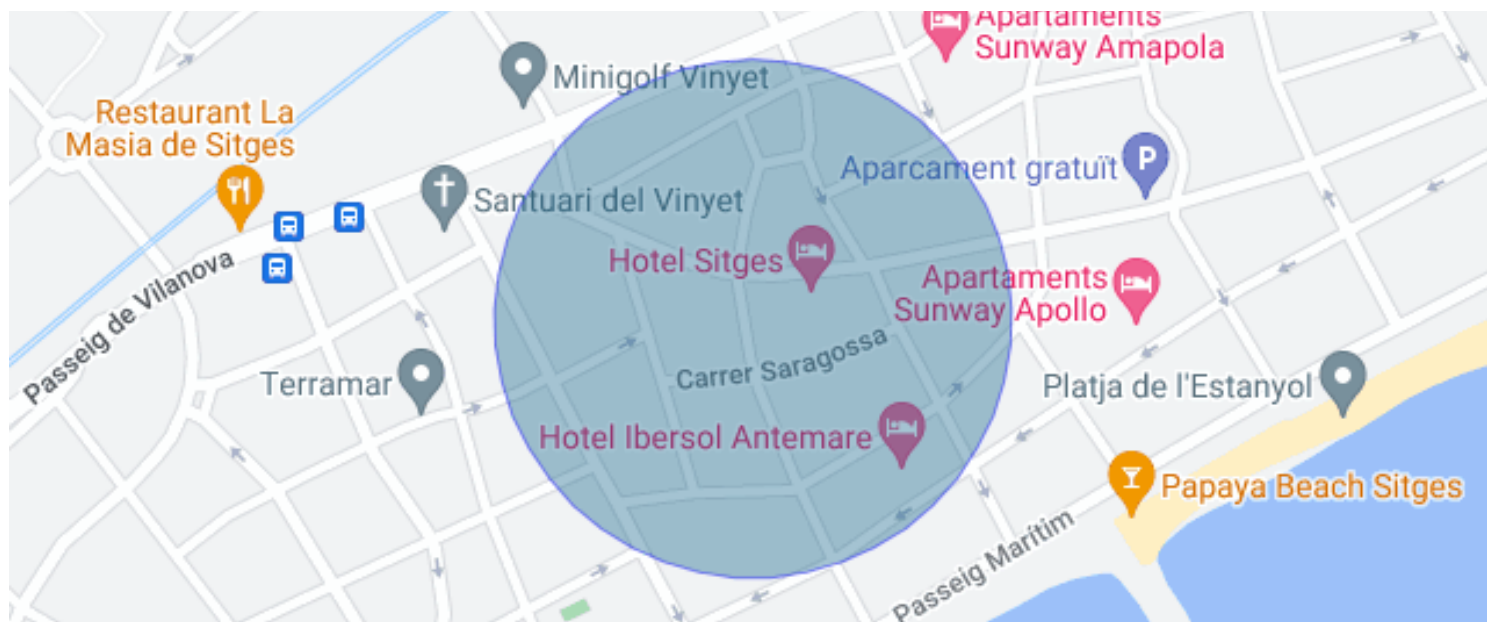 Apartaments
Sunway Amapola
Minigolf Vinyet
Restaurant La
Masia de Sitges
Aparcament gratuït
P
Santuari del Vinyet
Passeig de Vilanova
Hotel Sitges
Apartaments
Sunway Apollo
Carrer Saragossa
Terramar
Platja de l'Estanyol
Hotel Ibersol Antemare
Papaya Beach Sitges
Passeig Marítim